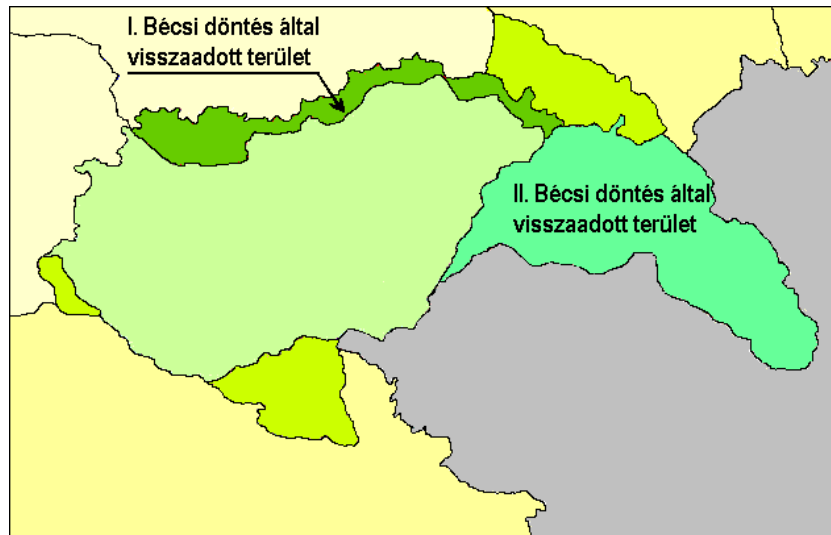 I. Bécsi döntés által
visszaadott terület
II. Bécsi döntés által
visszaadott terület